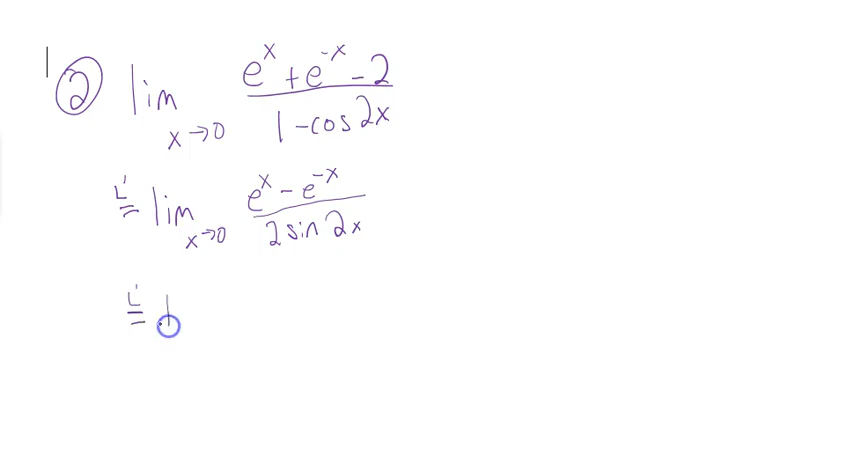 ② lim x→0 (e^x + e^-x - 2)/(1 - cos 2x)
L' = lim x→0 (e^x - e^-x)/(2 sin 2x)
L' = l